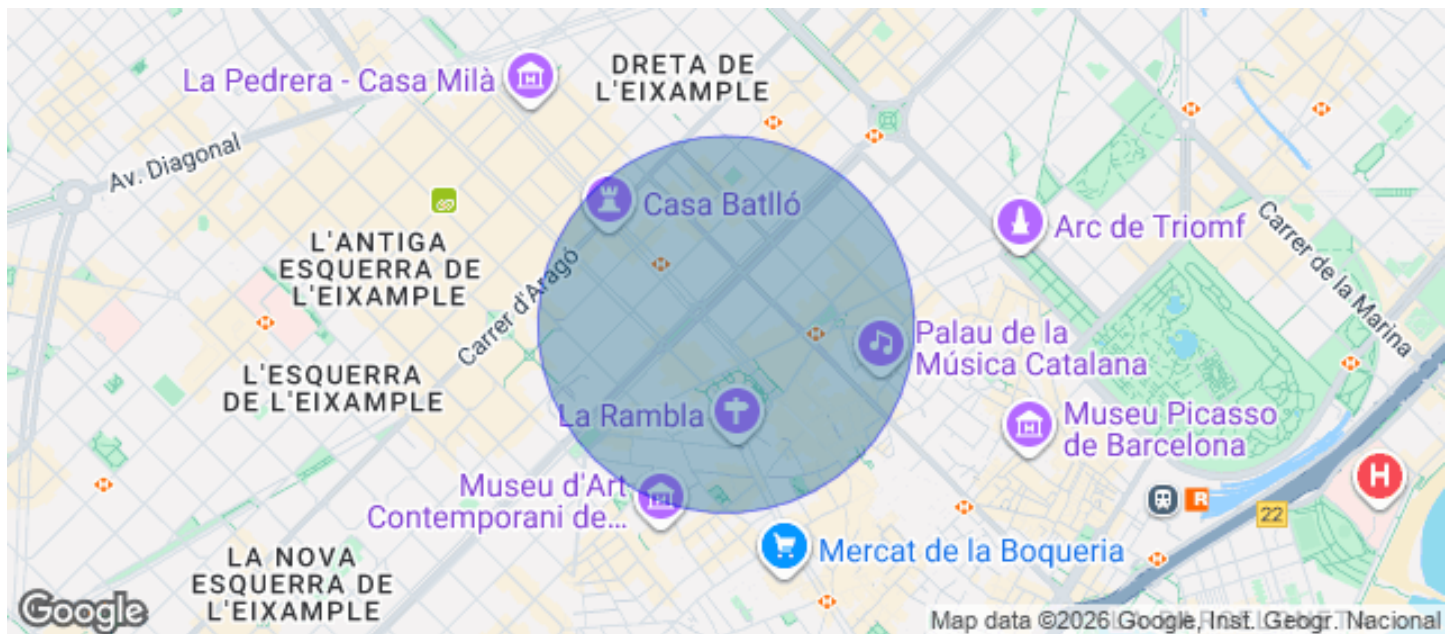 DRETA DE
L'EIXAMPLE
La Pedrera - Casa Milà
Av. Diagonal
Casa Batlló
Arc de Triomf
L'ANTIGA
ESQUERRA DE
L'EIXAMPLE
Carrer d'Aragó
Carrer de la Marina
Palau de la
Música Catalana
L'ESQUERRA
DE L'EIXAMPLE
La Rambla
Museu Picasso
de Barcelona
Museu d'Art
Contemporani de...
H
R
22
Mercat de la Boqueria
LA NOVA
ESQUERRA DE
L'EIXAMPLE
Google
Map data ©2026 Google, Inst. Geogr. Nacional